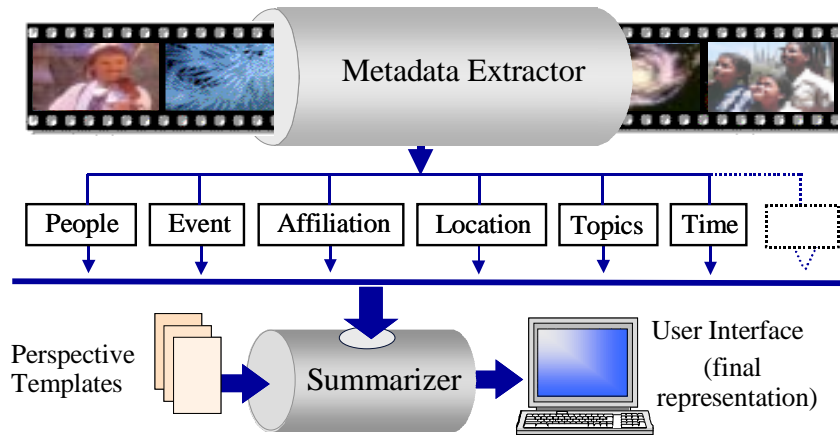 Metadata Extractor
People
Event
Affiliation
Location
Topics
Time
Perspective
Templates
Summarizer
User Interface
(final
representation)